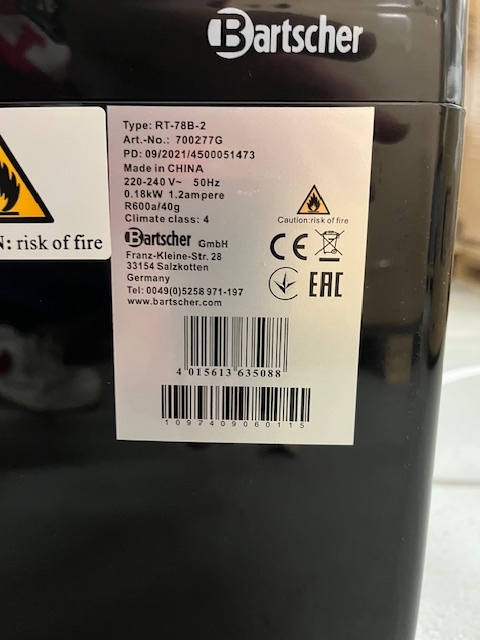 Bartscher
Type: RT-78B-2
Art.-No.: 700277G
PD: 09/2021/4500051473
Made in CHINA
220-240 V~ 50Hz
0.18kW 1.2ampere
R600a/40g
Climate class: 4
Bartscher GmbH
Franz-Kleine-Str. 28
33154 Salzkotten
Germany
Tel: 0049(0)5258 971-197
www.bartscher.com
Caution:risk of fire
CE
EAC
4 015613 635088
1097409060115
N: risk of fire